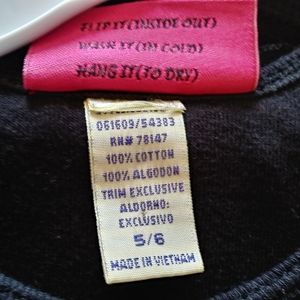 FLIP IT (INSIDE OUT)
WASH IT (IN COLD)
HANG IT (TO DRY)
061609/54383
RN# 78147
100% COTTON
100% ALGODON
TRIM EXCLUSIVE
ALDORNO:
EXCLUSIVO
5/6
MADE IN VIETNAM